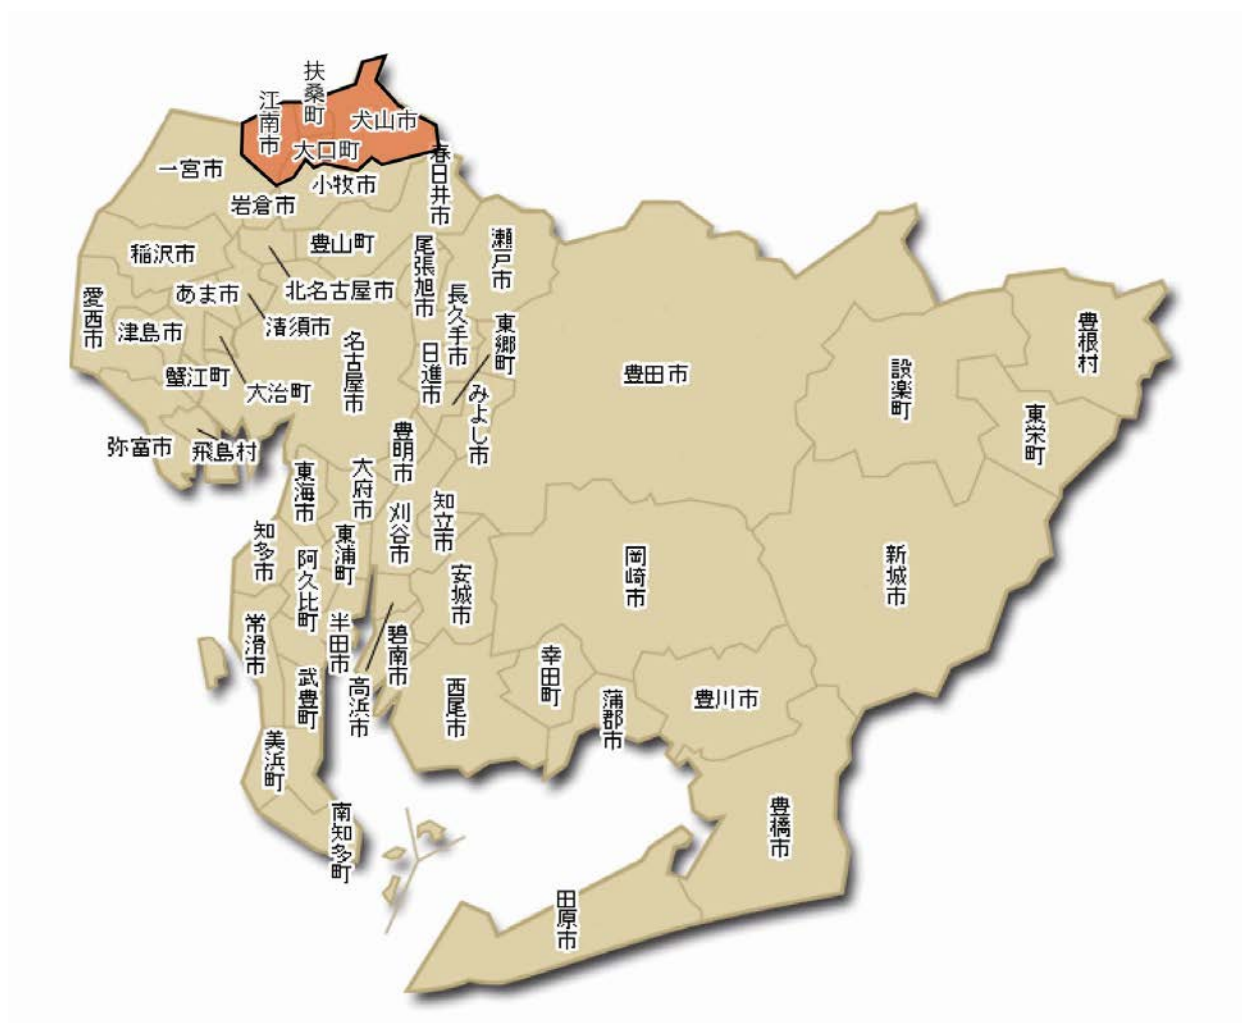 扶桑町
江南市
犬山市
大口町
春日井市
一宮市
小牧市
岩倉市
豊山町
稲沢市
尾張旭市
瀬戸市
北名古屋市
あま市
愛西市
清須市
長久手市
東郷町
津島市
名古屋市
日進市
豊田市
設楽町
豊根村
蟹江町
大治町
みよし市
東栄町
弥富市
飛島村
豊明市
東海市
大府市
刈谷市
知立市
知多市
東浦町
阿久比町
安城市
岡崎市
新城市
常滑市
半田市
碧南市
武豊町
高浜市
西尾市
幸田町
蒲郡市
豊川市
美浜町
南知多町
豊橋市
田原市